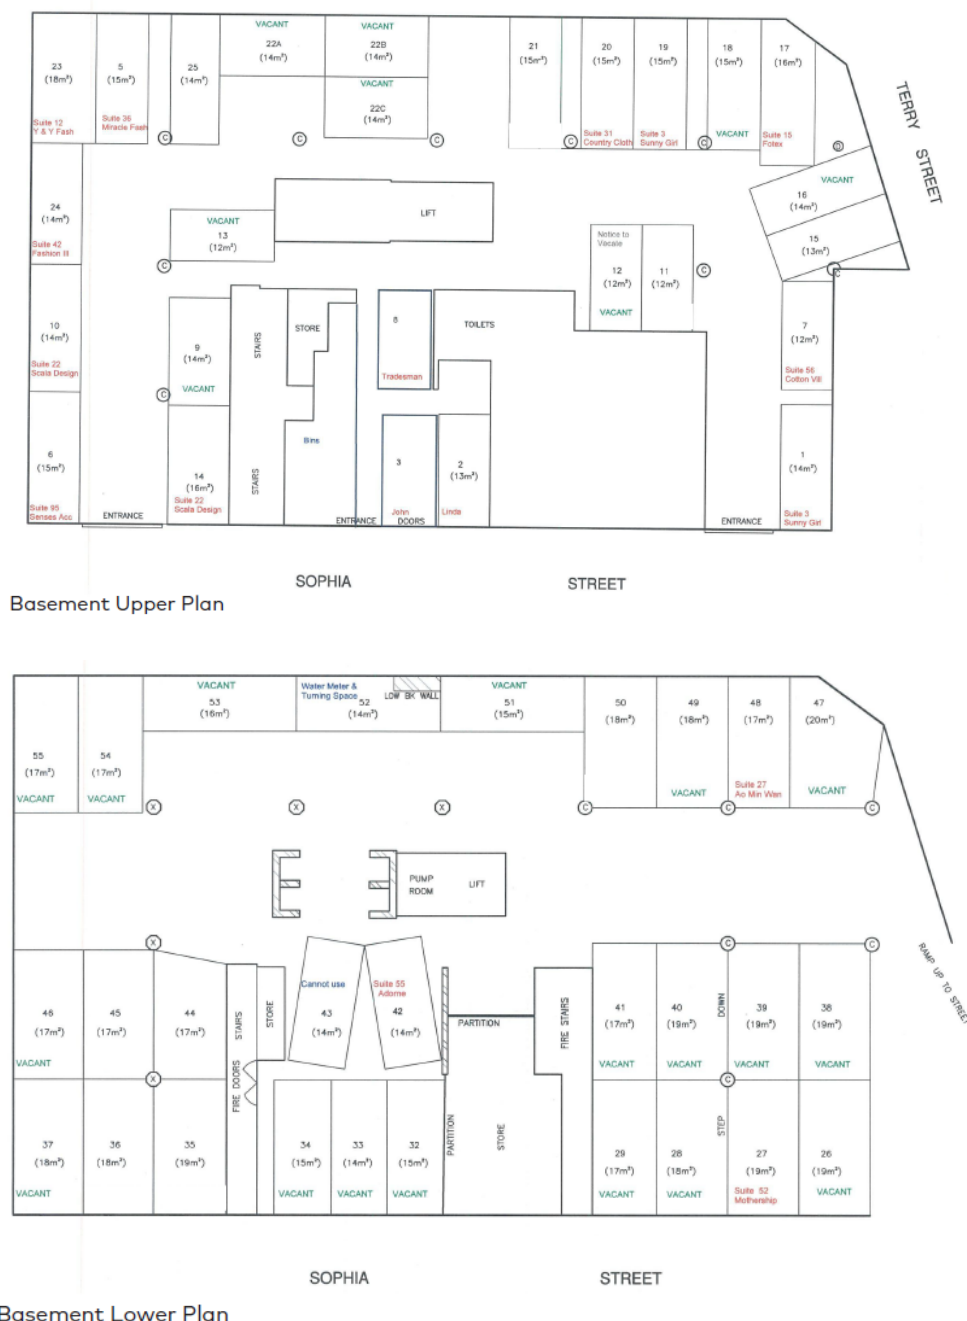 VACANT
VACANT
23
(18m²)
5
(15m²)
25
(14m²)
22A
(14m²)
22B
(14m²)
VACANT
22C
(14m²)
21
(15m²)
20
(15m²)
19
(15m²)
18
(15m²)
17
(16m²)
Suite 12
Y & Y Fash
Suite 36
Miracle Fash
C
C
C
C
Suite 31
Country Cloth
Suite 3
Sunny Girl
C
VACANT
Suite 15
Fotex
TERRY STREET
24
(14m²)
Suite 42
Fashion Ill
VACANT
13
(12m²)
C
LIFT
Notice to
Vacate
12
(12m²)
VACANT
11
(12m²)
C
VACANT
16
(14m²)
15
(13m²)
C
10
(14m²)
Suite 22
Scala Design
9
(14m²)
VACANT
C
STAIRS
STORE
8
Tradesman
TOILETS
7
(12m²)
Suite 56
Cotton Vill
6
(15m²)
Suite 95
Senses Acc
14
(16m²)
Suite 22
Scala Design
STAIRS
Bins
3
John
2
(13m²)
Linda
1
(14m²)
Suite 3
Sunny Girl
ENTRANCE
ENTRANCE
DOORS
ENTRANCE
SOPHIA STREET
Basement Upper Plan
VACANT
53
(16m²)
Water Meter &
Turning Space
52
(14m²)
LOW BK WALL
VACANT
51
(15m²)
50
(18m²)
49
(18m²)
VACANT
48
(17m²)
Suite 27
Ao Min Wen
47
(20m²)
VACANT
55
(17m²)
VACANT
54
(17m²)
VACANT
X
X
X
C
C
C
PUMP
ROOM
LIFT
RAMP UP TO STREET
X
C
C
46
(17m²)
VACANT
45
(17m²)
44
(17m²)
STAIRS
STORE
Cannot use
43
(14m²)
Suite 55
Adorne
42
(14m²)
PARTITION
FIRE STAIRS
41
(17m²)
VACANT
40
(19m²)
VACANT
DOWN
39
(19m²)
VACANT
38
(19m²)
VACANT
X
FIRE DOORS
C
37
(18m²)
VACANT
36
(18m²)
35
(19m²)
34
(15m²)
VACANT
33
(14m²)
VACANT
32
(15m²)
VACANT
PARTITION
STORE
29
(17m²)
VACANT
28
(18m²)
VACANT
STEP
27
(19m²)
Suite 52
Mothership
26
(19m²)
VACANT
SOPHIA STREET
Basement Lower Plan